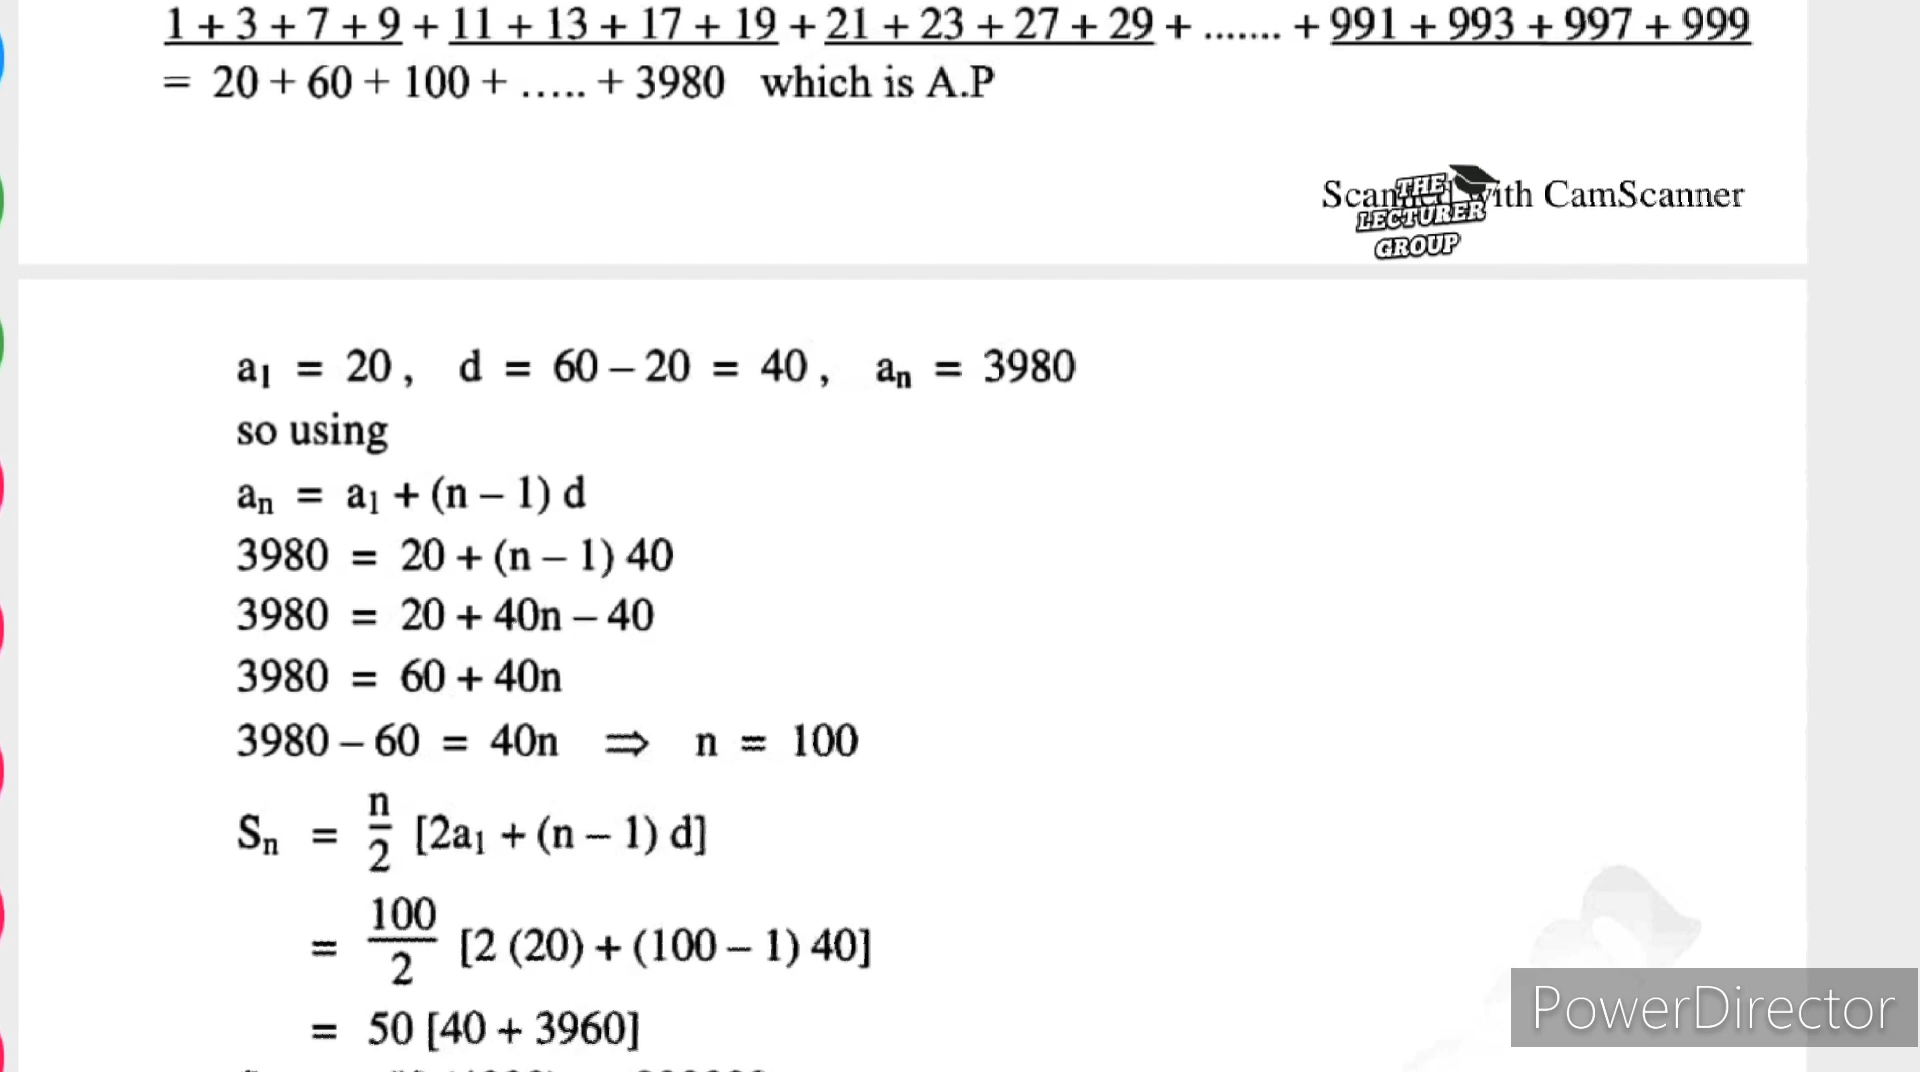 1 + 3 + 7 + 9 + 11 + 13 + 17 + 19 + 21 + 23 + 27 + 29 + ....... + 991 + 993 + 997 + 999
= 20 + 60 + 100 + ..... + 3980 which is A.P
Scanned with CamScanner
THE
LECTURER
GROUP
a₁ = 20 , d = 60 – 20 = 40 , aₙ = 3980
so using
aₙ = a₁ + (n – 1) d
3980 = 20 + (n – 1) 40
3980 = 20 + 40n – 40
3980 = 60 + 40n
3980 – 60 = 40n ⇒ n = 100
Sₙ = n/2 [2a₁ + (n – 1) d]
= 100/2 [2 (20) + (100 – 1) 40]
= 50 [40 + 3960]
PowerDirector